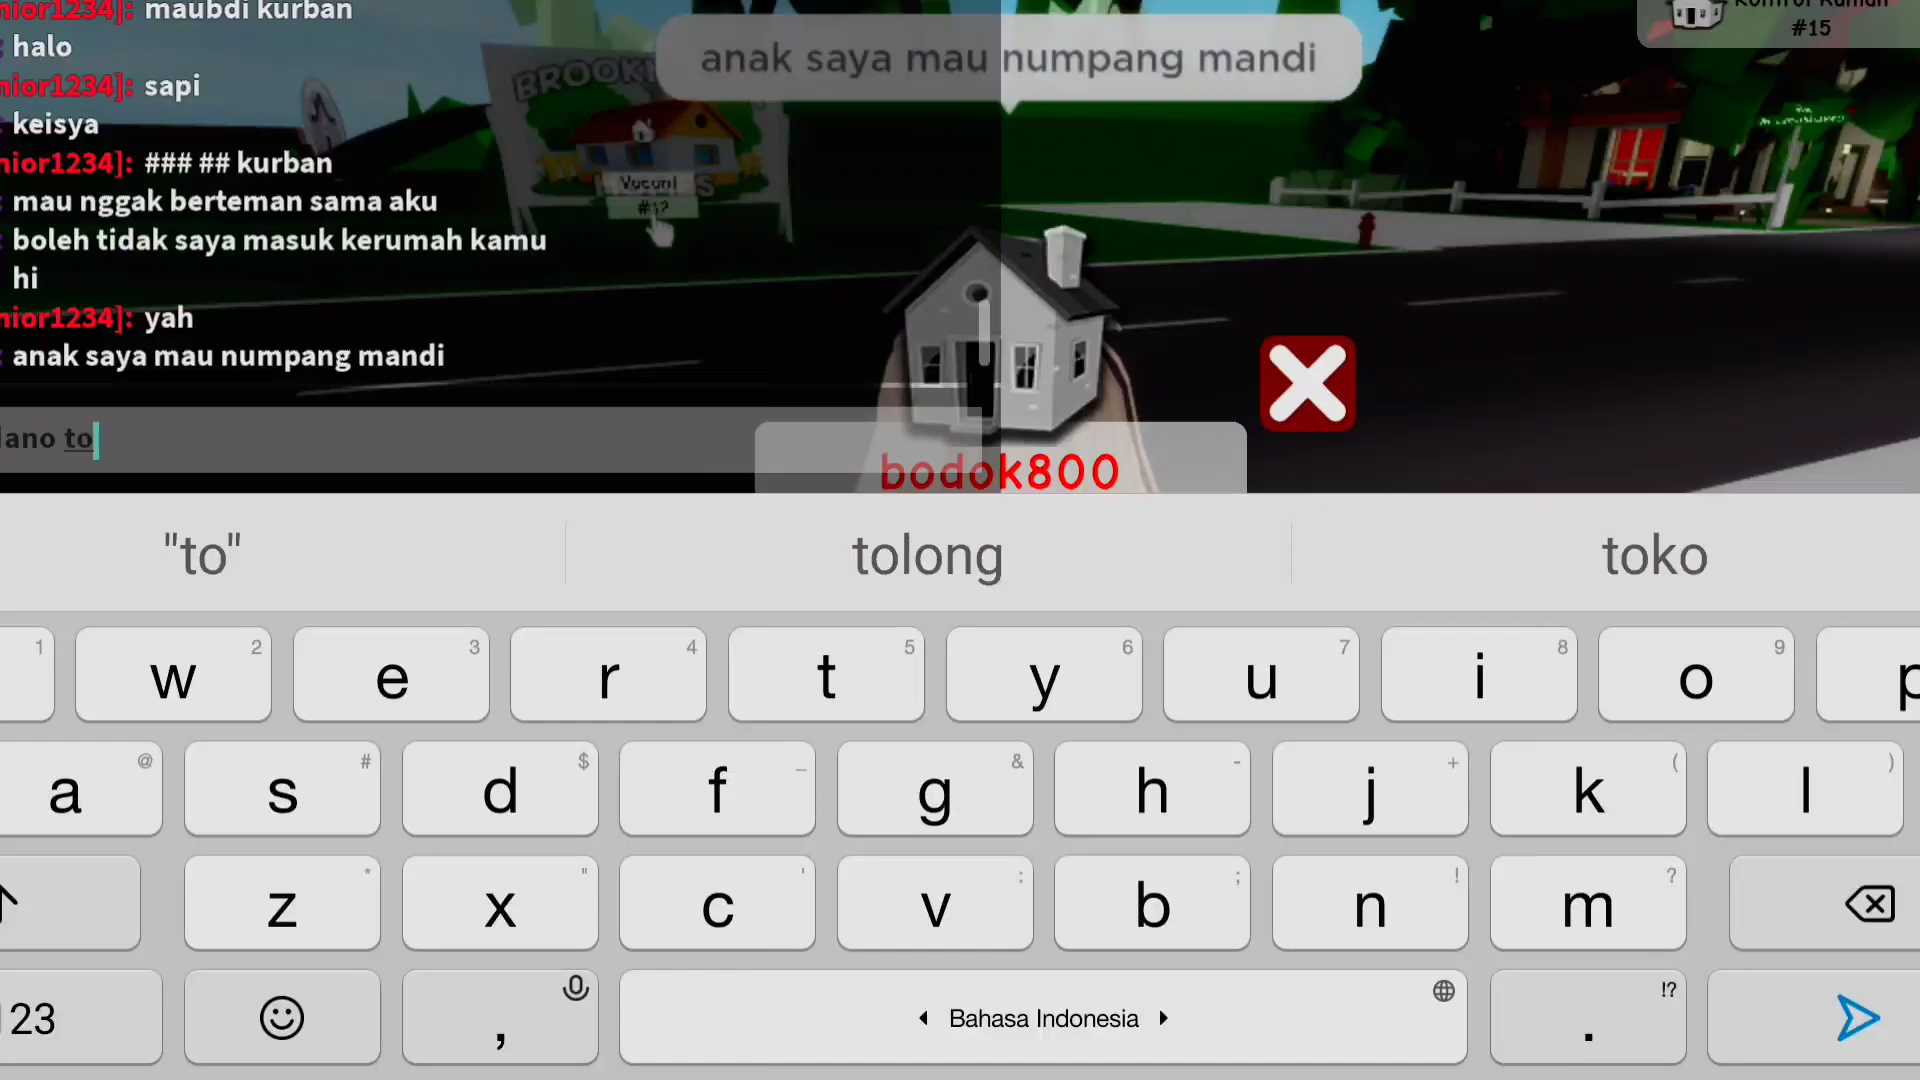 nior1234]: maubdi kurban
: halo
nior1234]: sapi
: keisya
nior1234]: ### ## kurban
: mau nggak berteman sama aku
: boleh tidak saya masuk kerumah kamu
hi
nior1234]: yah
: anak saya mau numpang mandi
lano to
anak saya mau numpang mandi
#15
bodok800
"to" tolong toko
1 w 2 e 3 r 4 t 5 y 6 u 7 i 8 o 9 p
a @ s # d $ f _ g & h - j + k ( l )
z * x " c ' v : b ; n ! m ?
123 , Bahasa Indonesia . !?